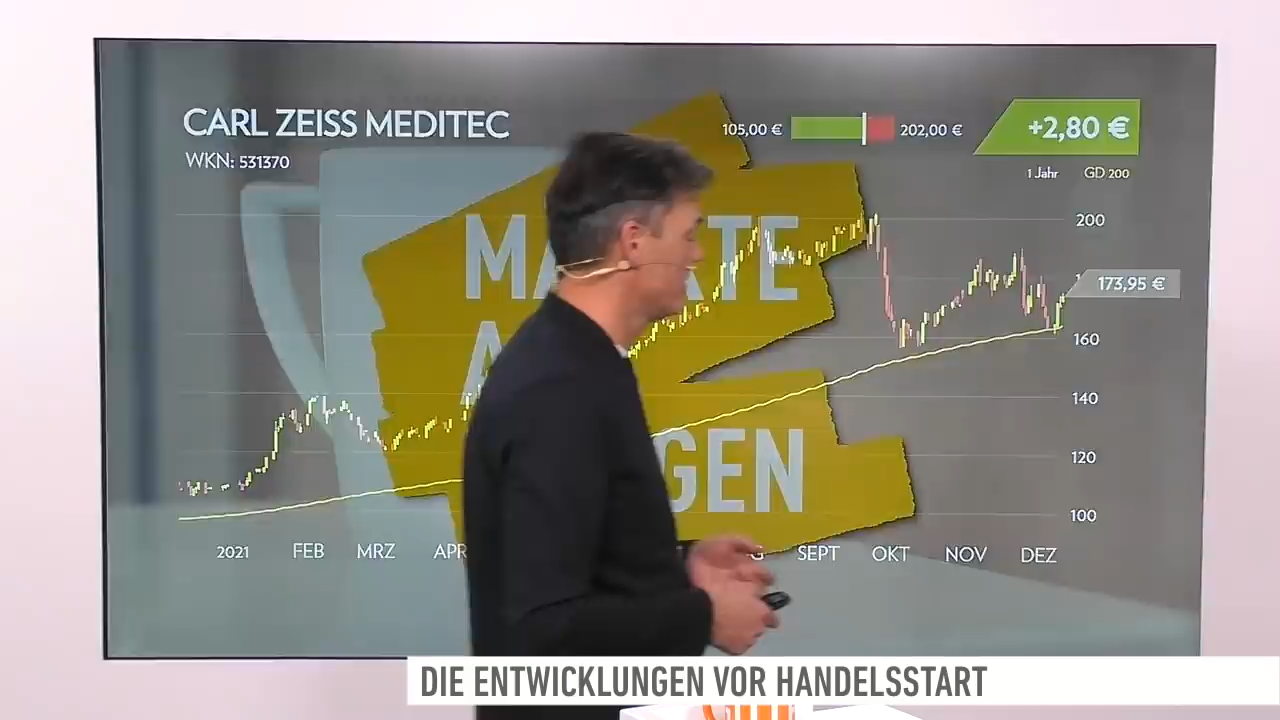 CARL ZEISS MEDITEC
WKN: 531370
105,00 €
202,00 €
+2,80 €
1 Jahr
GD 200
200
173,95 €
160
140
120
100
2021
FEB
MRZ
APR
SEPT
OKT
NOV
DEZ
DIE ENTWICKLUNGEN VOR HANDELSSTART